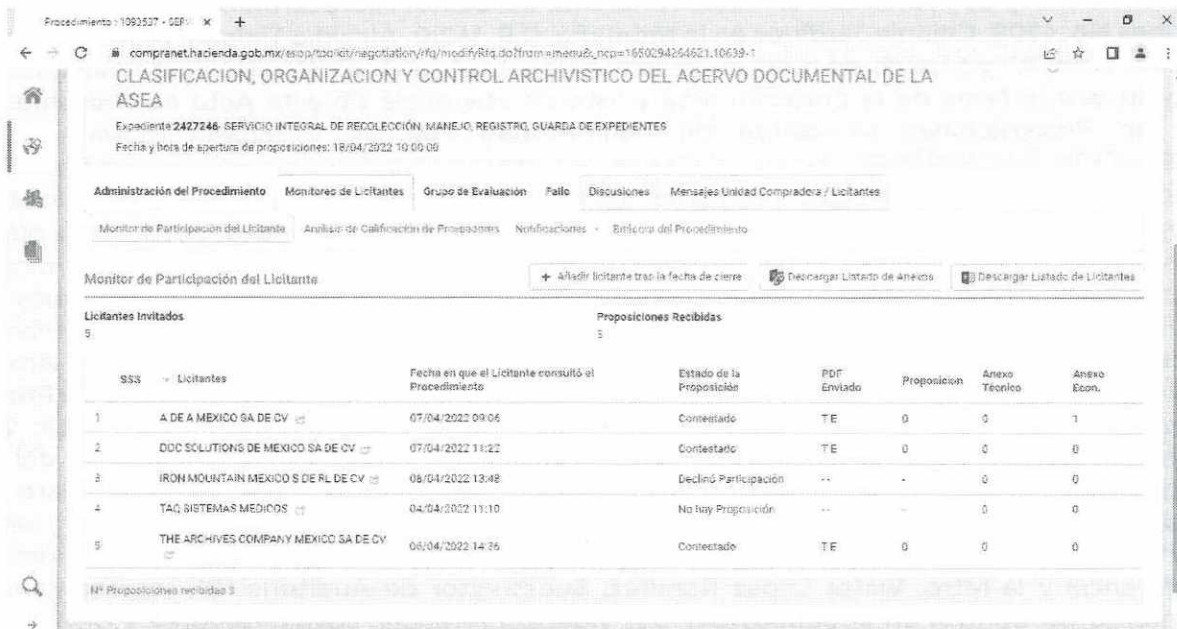 Procedimiento : 1092537 - SERV
compranet.hacienda.gob.mx/esop/toolkit/negotiation/rfq/modifyRfq.do?from=menu&_ncp=1650294264621.10639-1
CLASIFICACION, ORGANIZACION Y CONTROL ARCHIVISTICO DEL ACERVO DOCUMENTAL DE LA
ASEA
Expediente 2427246- SERVICIO INTEGRAL DE RECOLECCIÓN, MANEJO, REGISTRO, GUARDA DE EXPEDIENTES
Fecha y hora de apertura de proposiciones: 18/04/2022 10:00:00
Administración del Procedimiento Monitoreo de Licitantes Grupo de Evaluación Fallo Discusiones Mensajes Unidad Compradora / Licitantes
Monitor de Participación del Licitante Análisis de Calificación de Proveedores Notificaciones Bitácora del Procedimiento
Monitor de Participación del Licitante + Añadir licitante tras la fecha de cierre Descargar Listado de Anexos Descargar Listado de Licitantes
Licitantes Invitados Proposiciones Recibidas
5
SSS Licitantes Fecha en que el Licitante consultó el Procedimiento Estado de la Proposición PDF Enviado Proposicion Anexo Técnico Anexo Econ.
1 A DE A MEXICO SA DE CV 07/04/2022 09:06 Contestado T E 0 0 1
2 DOC SOLUTIONS DE MEXICO SA DE CV 07/04/2022 11:22 Contestado T E 0 0 0
3 IRON MOUNTAIN MEXICO S DE RL DE CV 08/04/2022 13:48 Declinó Participación -- - 0 0
4 TAQ SISTEMAS MEDICOS 04/04/2022 11:10 No hay Proposición -- - 0 0
5 THE ARCHIVES COMPANY MEXICO SA DE CV 06/04/2022 14:36 Contestado T E 0 0 0
Nº Proposiciones recibidas 3